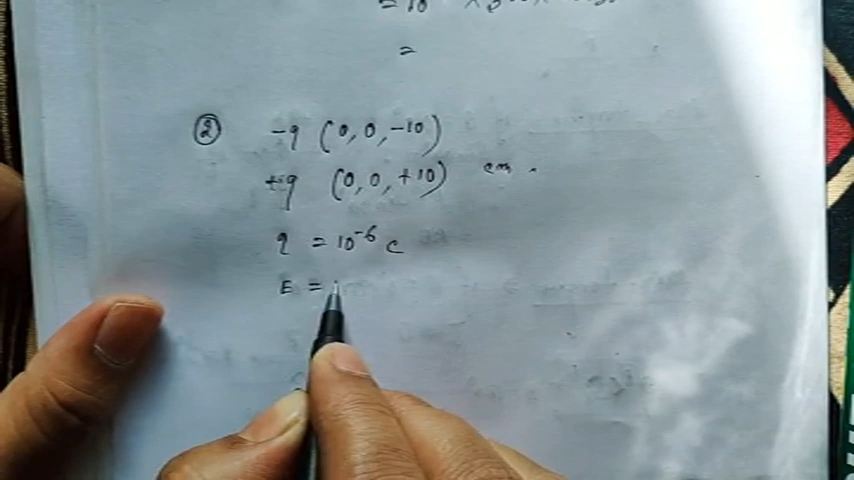 =
② -q (0, 0, -10)
+q (0, 0, +10) cm.
q = 10⁻⁶ C
E =